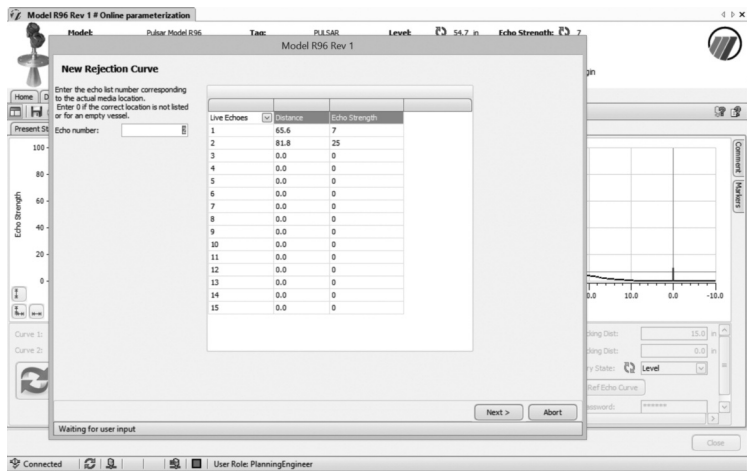 Model R96 Rev 1 # Online parameterization
Model: Pulsar Model R96 Tag: PULSAR Level: 54.7 in Echo Strength: 7
Model R96 Rev 1
New Rejection Curve
Enter the echo list number corresponding
to the actual media location.
Enter 0 if the correct location is not listed
or for an empty vessel.
Echo number:
Live Echoes Distance Echo Strength
1 65.6 7
2 81.8 25
3 0.0 0
4 0.0 0
5 0.0 0
6 0.0 0
7 0.0 0
8 0.0 0
9 0.0 0
10 0.0 0
11 0.0 0
12 0.0 0
13 0.0 0
14 0.0 0
15 0.0 0
Next > Abort
Waiting for user input
gin
Home D
Present St
Echo Strength
100
80
60
40
20
0
0.0 10.0 0.0 -10.0
Comment
Markers
Curve 1:
Curve 2:
king Dist: 15.0 in
king Dist: 0.0 in
ry State: Level
Ref Echo Curve
assword: ******
Close
Connected User Role: PlanningEngineer